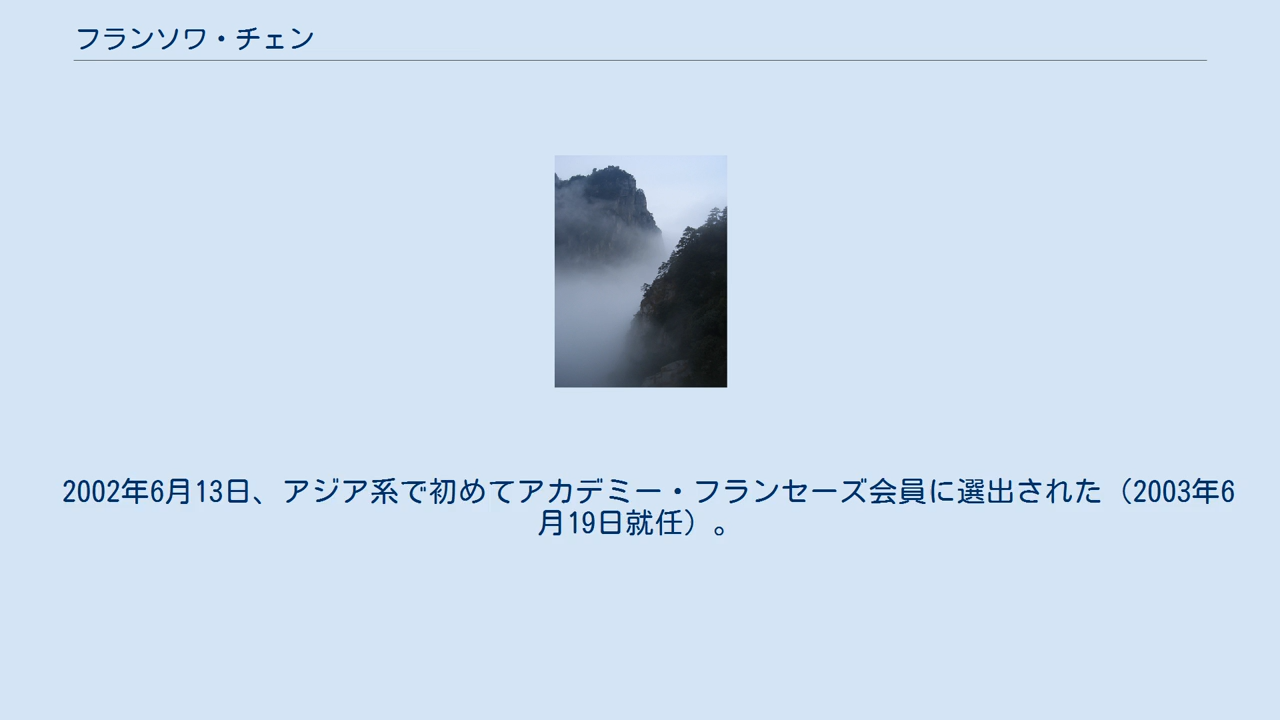 フランソワ・チェン
2002年6月13日、アジア系で初めてアカデミー・フランセーズ会員に選出された（2003年6
月19日就任）。